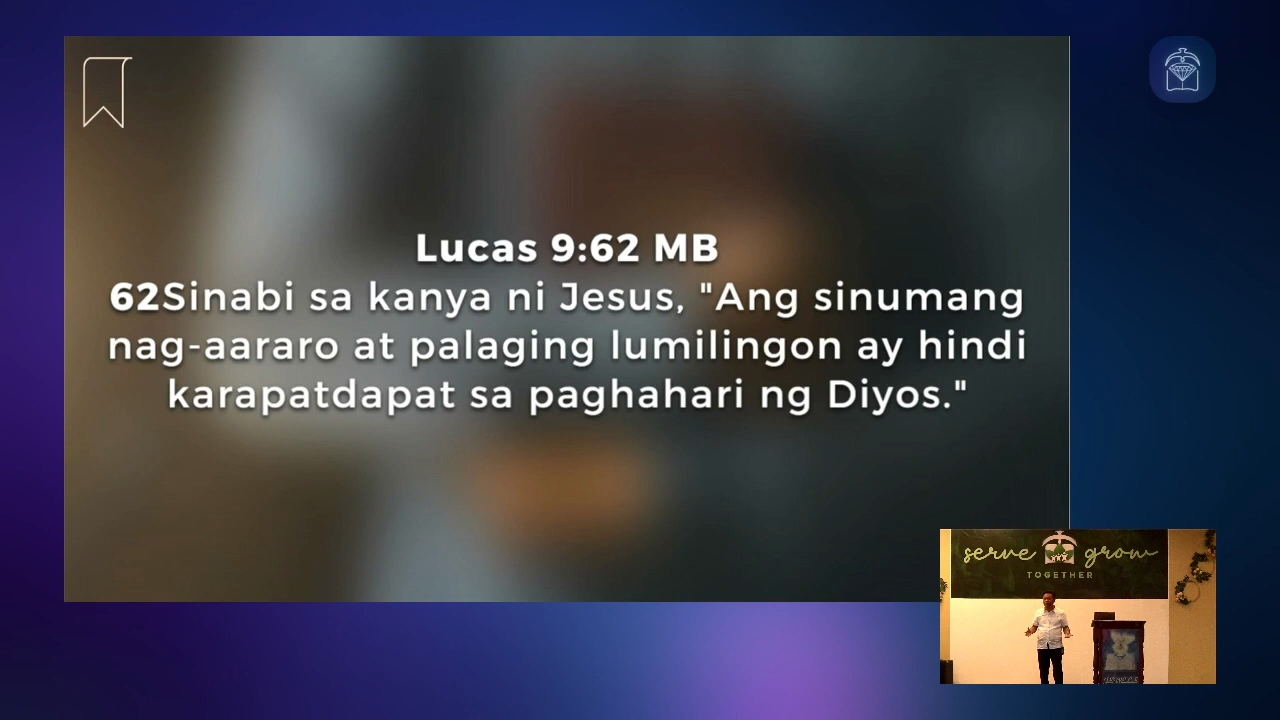 Lucas 9:62 MB
62Sinabi sa kanya ni Jesus, "Ang sinumang
nag-aararo at palaging lumilingon ay hindi
karapatdapat sa paghahari ng Diyos."
serve grow
TOGETHER